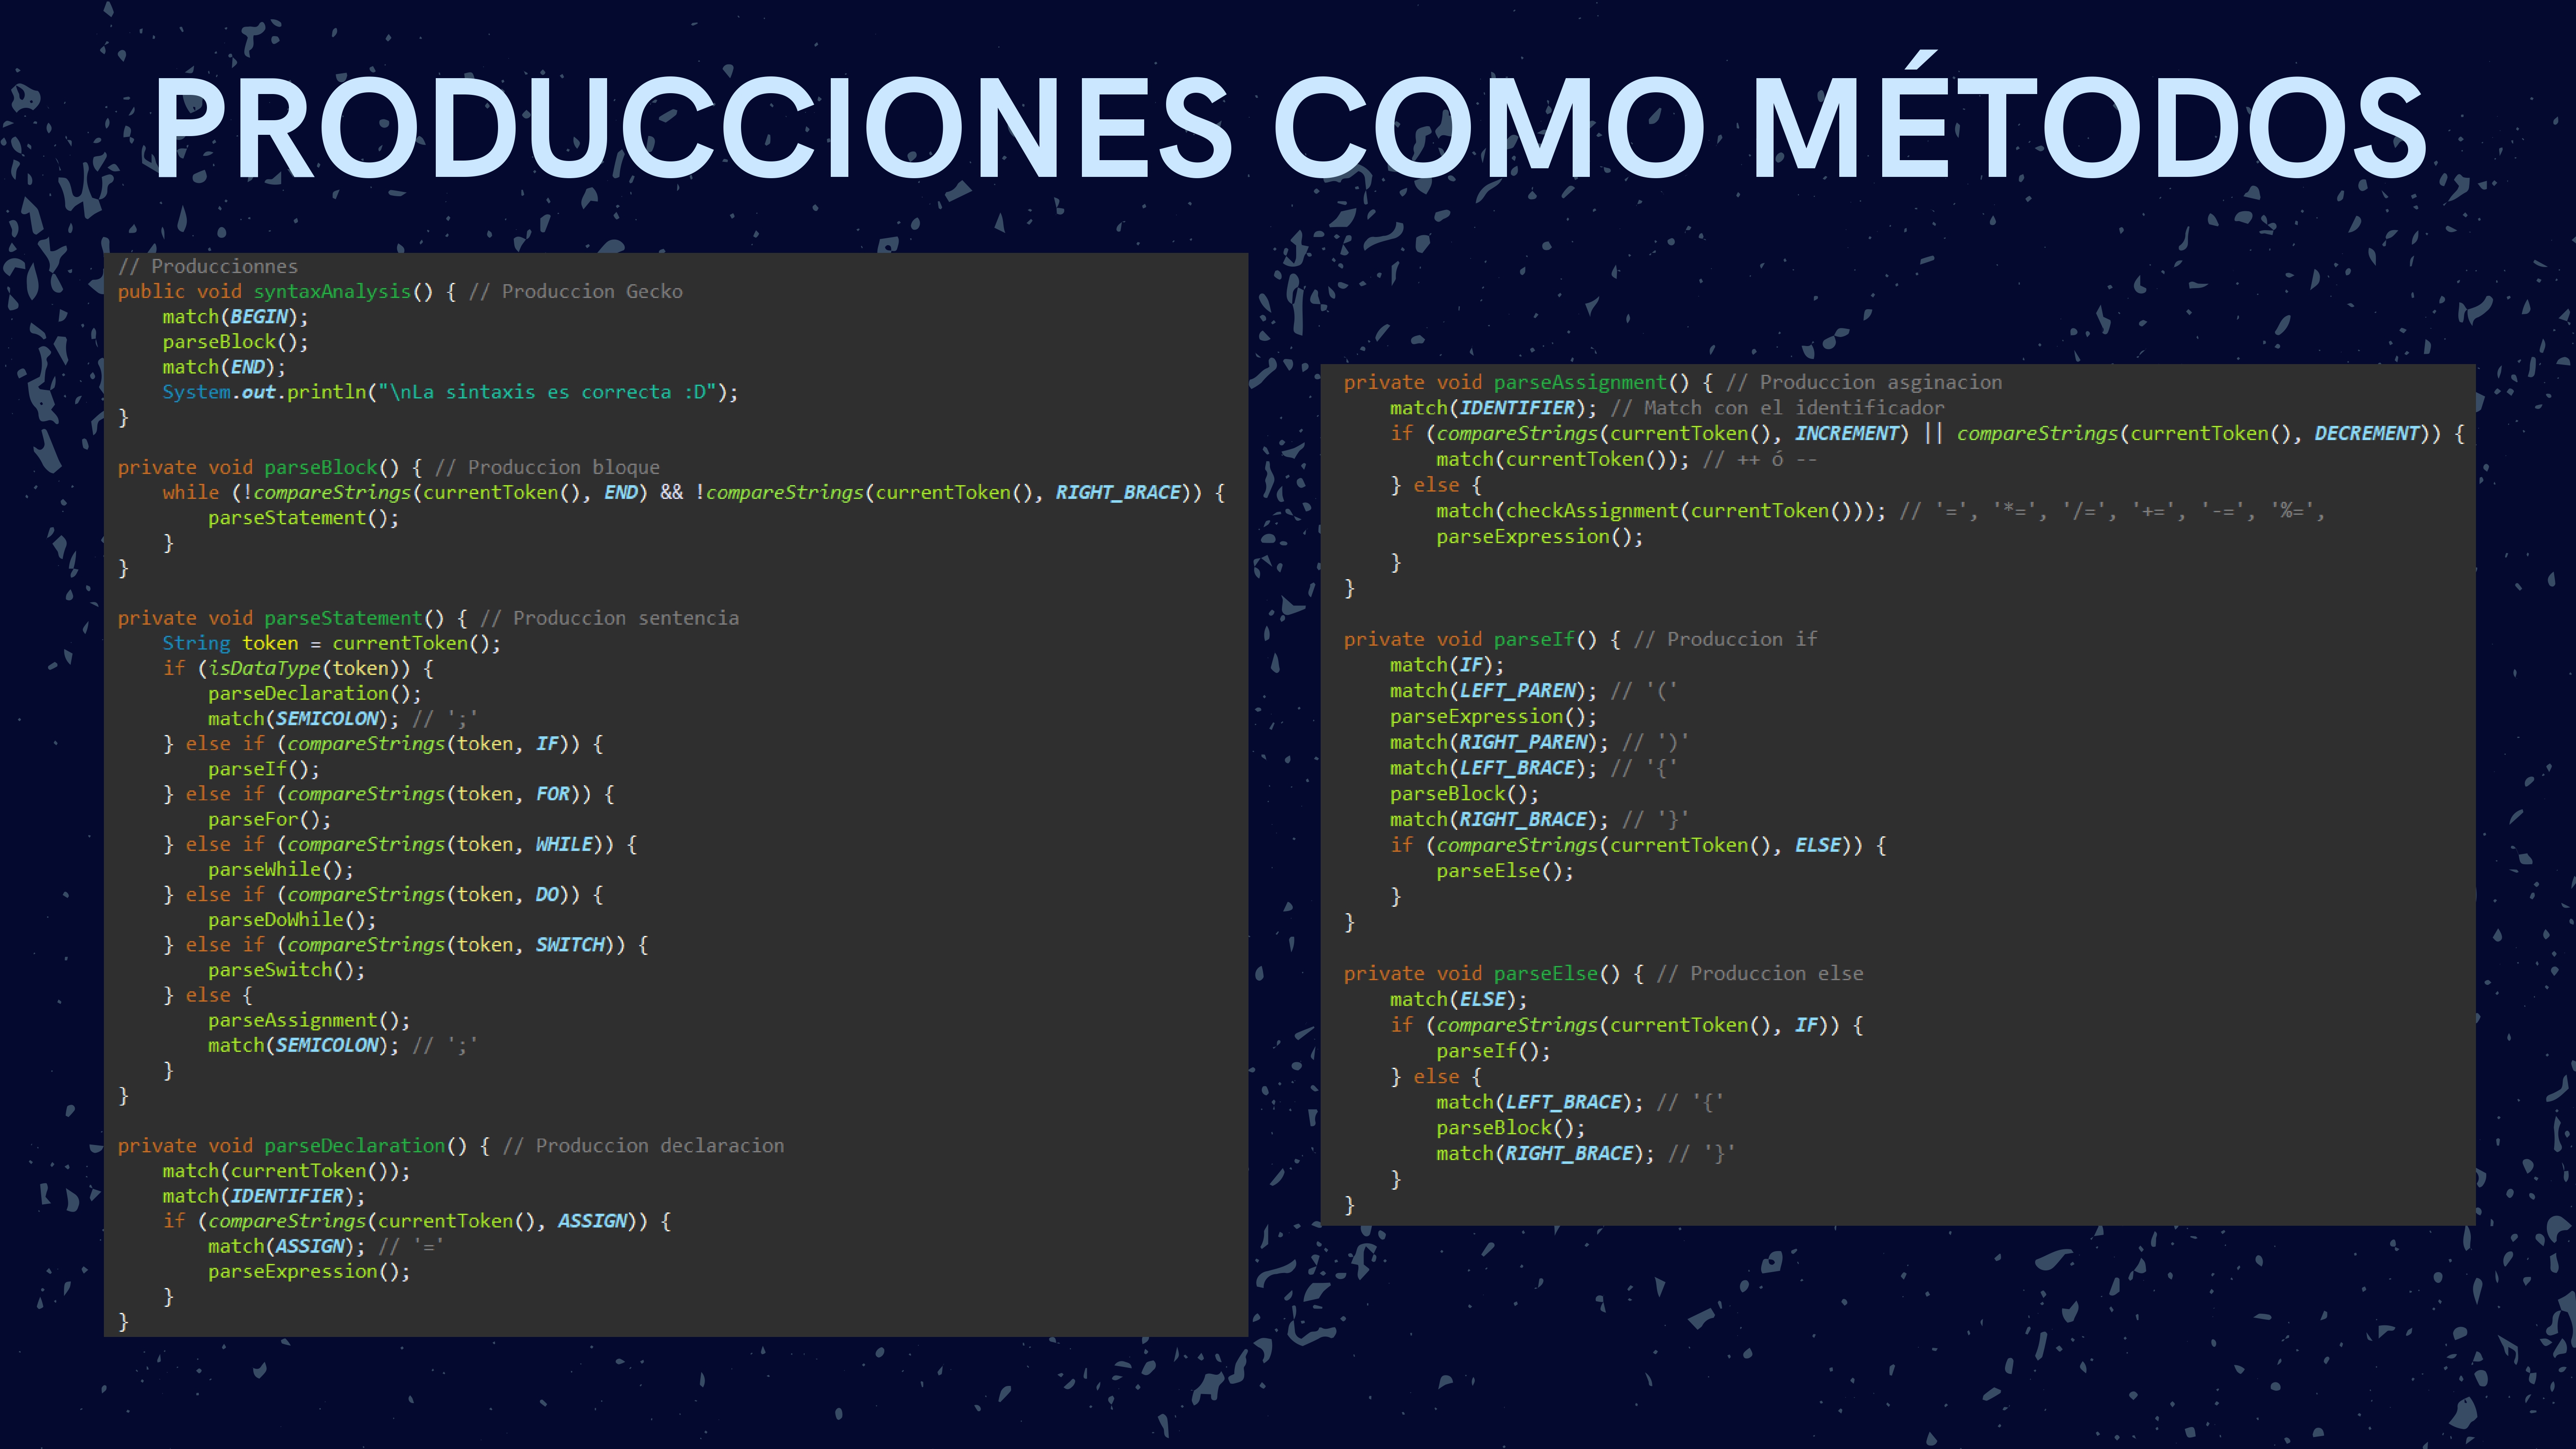 PRODUCCIONES COMO MÉTODOS
// Produccionnes
public void syntaxAnalysis() { // Produccion Gecko
    match(BEGIN);
    parseBlock();
    match(END);
    System.out.println("\nLa sintaxis es correcta :D");
}
private void parseBlock() { // Produccion bloque
    while (!compareStrings(currentToken(), END) && !compareStrings(currentToken(), RIGHT_BRACE)) {
        parseStatement();
    }
}
private void parseStatement() { // Produccion sentencia
    String token = currentToken();
    if (isDataType(token)) {
        parseDeclaration();
        match(SEMICOLON); // ';'
    } else if (compareStrings(token, IF)) {
        parseIf();
    } else if (compareStrings(token, FOR)) {
        parseFor();
    } else if (compareStrings(token, WHILE)) {
        parseWhile();
    } else if (compareStrings(token, DO)) {
        parseDoWhile();
    } else if (compareStrings(token, SWITCH)) {
        parseSwitch();
    } else {
        parseAssignment();
        match(SEMICOLON); // ';'
    }
}
private void parseDeclaration() { // Produccion declaracion
    match(currentToken());
    match(IDENTIFIER);
    if (compareStrings(currentToken(), ASSIGN)) {
        match(ASSIGN); // '='
        parseExpression();
    }
}
private void parseAssignment() { // Produccion asginacion
    match(IDENTIFIER); // Match con el identificador
    if (compareStrings(currentToken(), INCREMENT) || compareStrings(currentToken(), DECREMENT)) {
        match(currentToken()); // ++ ó --
    } else {
        match(checkAssignment(currentToken())); // '=', '*=', '/=', '+=', '-=', '%=',
        parseExpression();
    }
}
private void parseIf() { // Produccion if
    match(IF);
    match(LEFT_PAREN); // '('
    parseExpression();
    match(RIGHT_PAREN); // ')'
    match(LEFT_BRACE); // '{'
    parseBlock();
    match(RIGHT_BRACE); // '}'
    if (compareStrings(currentToken(), ELSE)) {
        parseElse();
    }
}
private void parseElse() { // Produccion else
    match(ELSE);
    if (compareStrings(currentToken(), IF)) {
        parseIf();
    } else {
        match(LEFT_BRACE); // '{'
        parseBlock();
        match(RIGHT_BRACE); // '}'
    }
}